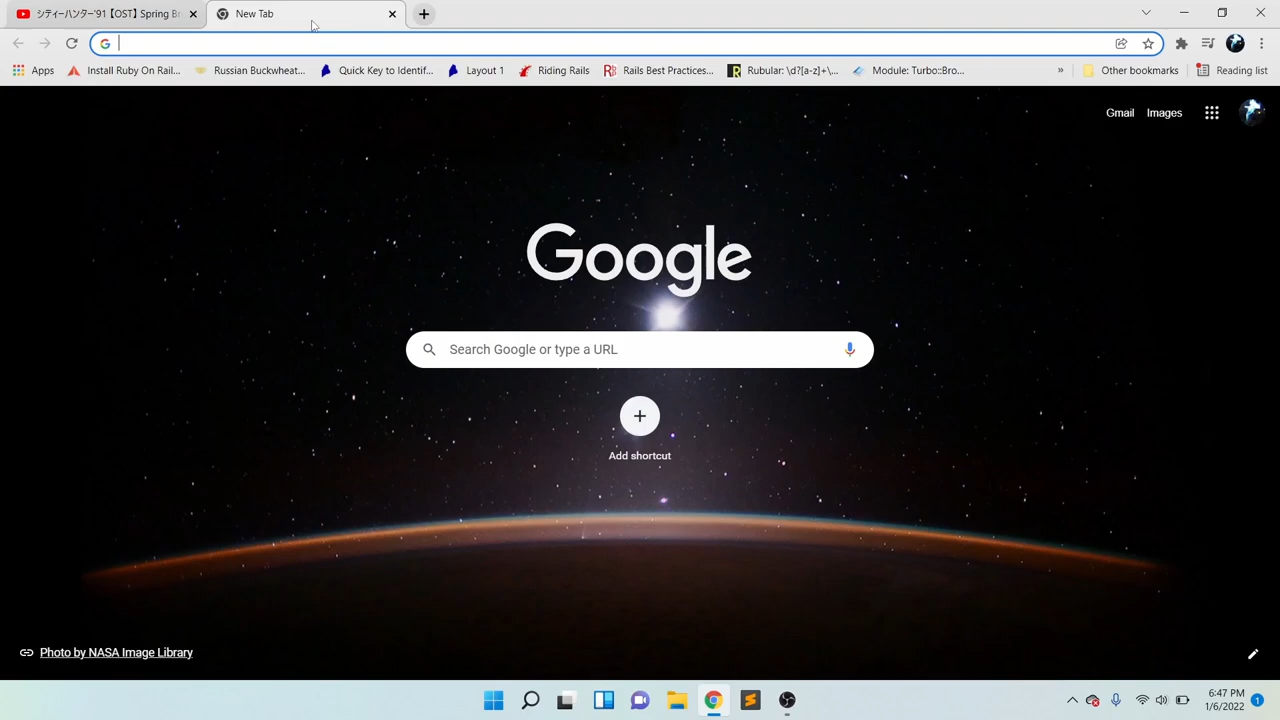 シティーハンター'91【OST】Spring Br
New Tab
Apps
Install Ruby On Rail...
Russian Buckwheat...
Quick Key to Identif...
Layout 1
Riding Rails
Rails Best Practices...
Rubular: \d?[a-z]+\...
Module: Turbo::Bro...
»
Other bookmarks
Reading list
Gmail
Images
Google
Search Google or type a URL
Add shortcut
Photo by NASA Image Library
6:47 PM
1/6/2022
1